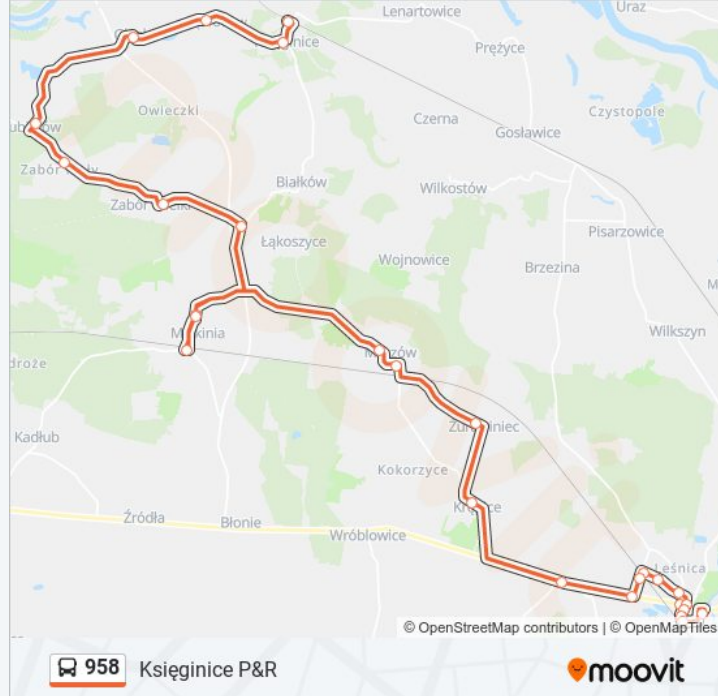 Lenartowice
Uraz
Prężyce
Owieczki
Czystopole
Czerna
Gosławice
Białków
Wilkostów
Pisarzowice
Łąkoszyce
Wojnowice
Brzezina
Wilkszyn
Kadłub
Kokorzyce
Źródła
Błonie
Wróblowice
Leśnica
© OpenStreetMap contributors | © OpenMapTiles
958 Księginice P&R
moovit